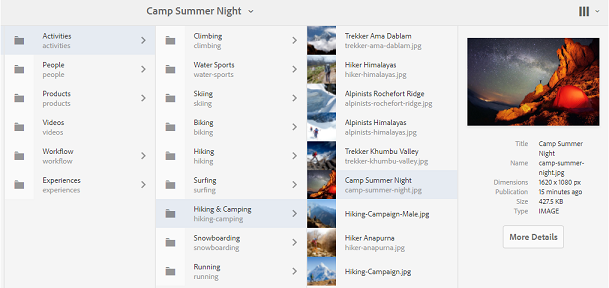 Camp Summer Night
Activities
activities
People
people
Products
products
Videos
videos
Workflow
workflow
Experiences
experiences
Climbing
climbing
Water Sports
water-sports
Skiing
skiing
Biking
biking
Hiking
hiking
Surfing
surfing
Hiking & Camping
hiking-camping
Snowboarding
snowboarding
Running
running
Trekker Ama Dablam
trekker-ama-dablam.jpg
Hiker Himalayas
hiker-himalayas.jpg
Alpinists Rochefort Ridge
alpinists-rochefort-ridge.jpg
Alpinists Himalayas
alpinists-himalayas.jpg
Trekker Khumbu Valley
trekker-khumbu-valley.jpg
Camp Summer Night
camp-summer-night.jpg
Hiking-Campaign-Male.jpg
Hiker Anapurna
hiker-anapurna.jpg
Hiking-Campaign.jpg
Title Camp Summer
Night
Name camp-summer-
night.jpg
Dimensions 1620 x 1080 px
Publication 15 minutes ago
Size 427.5 KB
Type IMAGE
More Details